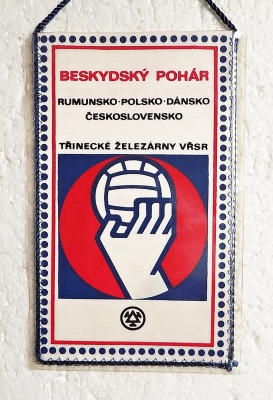 BESKYDSKÝ POHÁR
RUMUNSKO·POLSKO·DÁNSKO
ČESKOSLOVENSKO
TŘINECKÉ ŽELEZÁRNY VŘSR